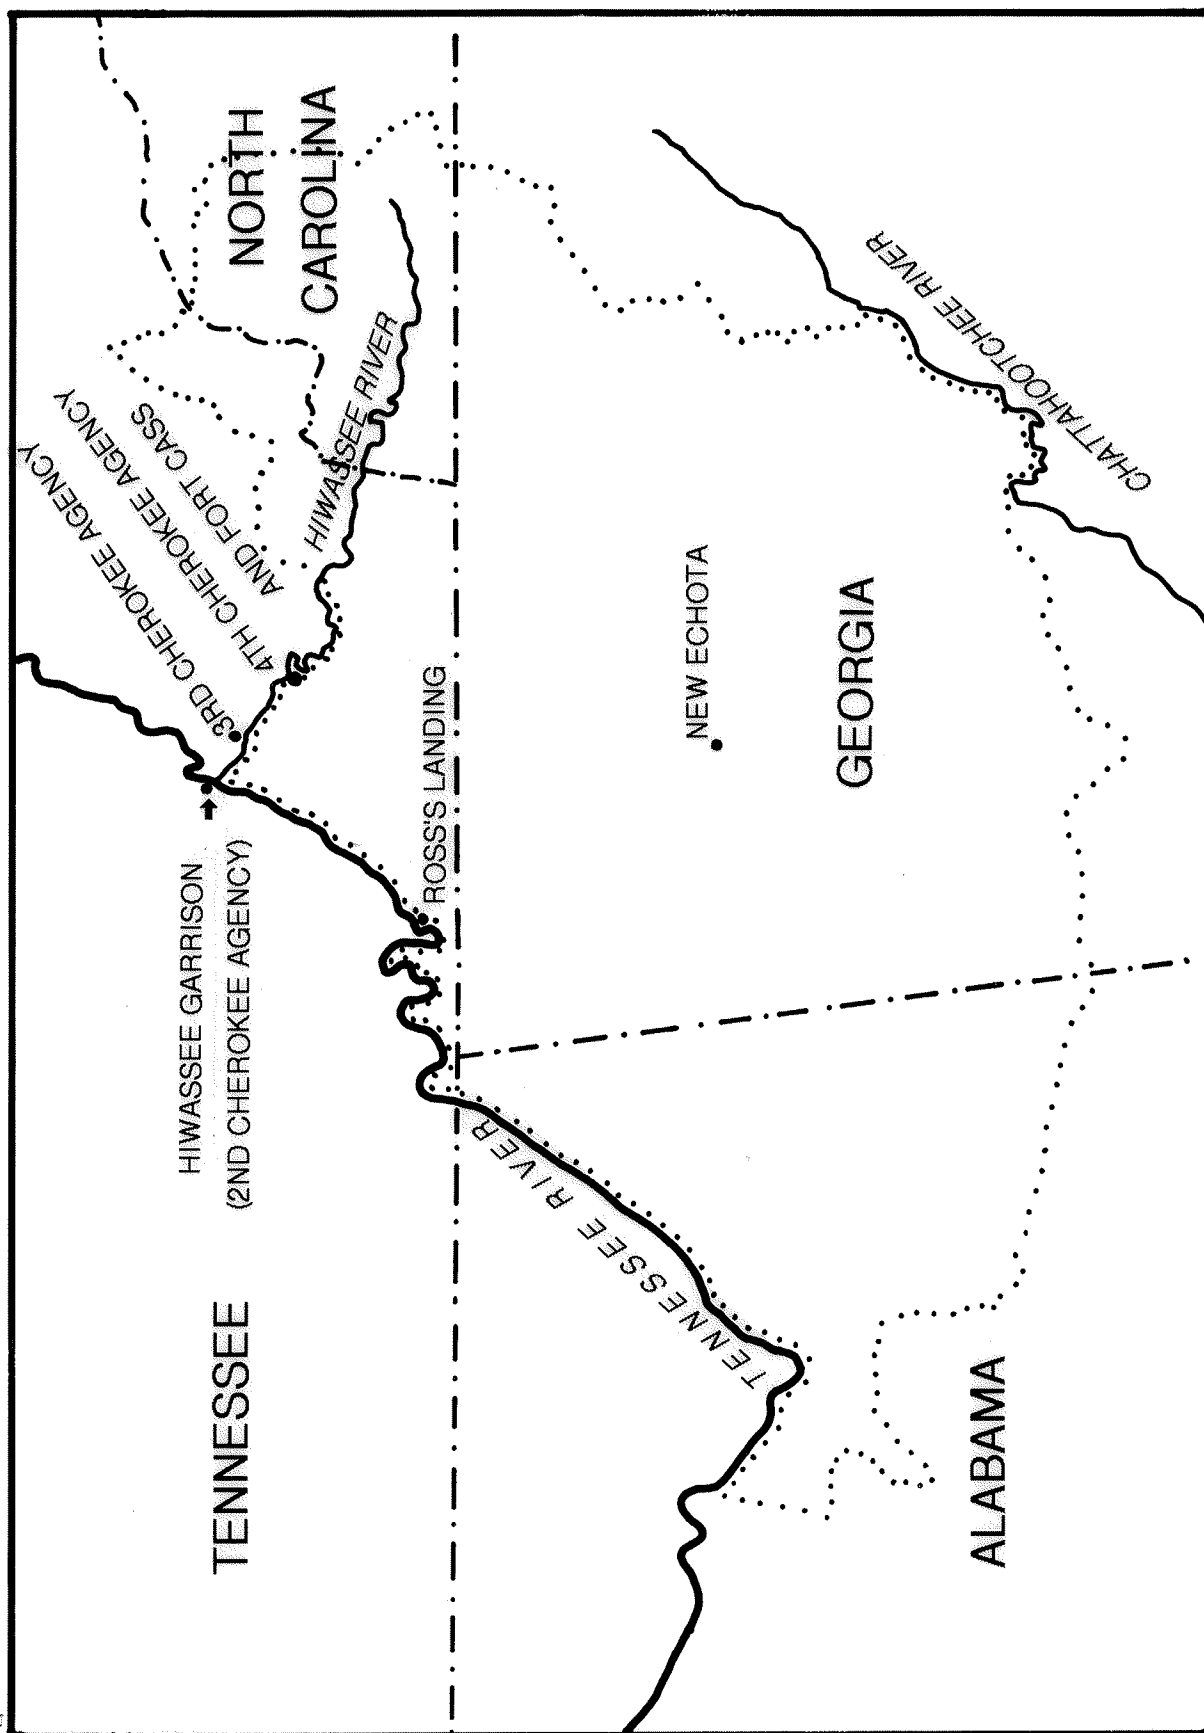 TENNESSEE
HIWASSEE GARRISON
(2ND CHEROKEE AGENCY)
3RD CHEROKEE AGENCY
4TH CHEROKEE AGENCY
AND FORT CASS
NORTH
CAROLINA
HIWASSEE RIVER
ROSS'S LANDING
TENNESSEE RIVER
NEW ECHOTA
GEORGIA
CHATTAHOOTCHEE RIVER
ALABAMA